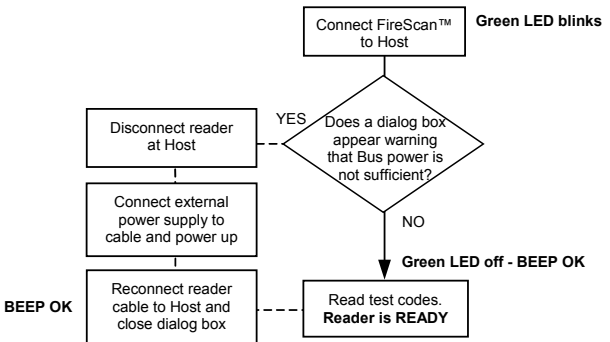 Connect FireScan™
to Host
Green LED blinks
YES
Does a dialog box
appear warning
that Bus power is
not sufficient?
Disconnect reader
at Host
Connect external
power supply to
cable and power up
NO
Green LED off - BEEP OK
BEEP OK
Reconnect reader
cable to Host and
close dialog box
Read test codes.
Reader is READY